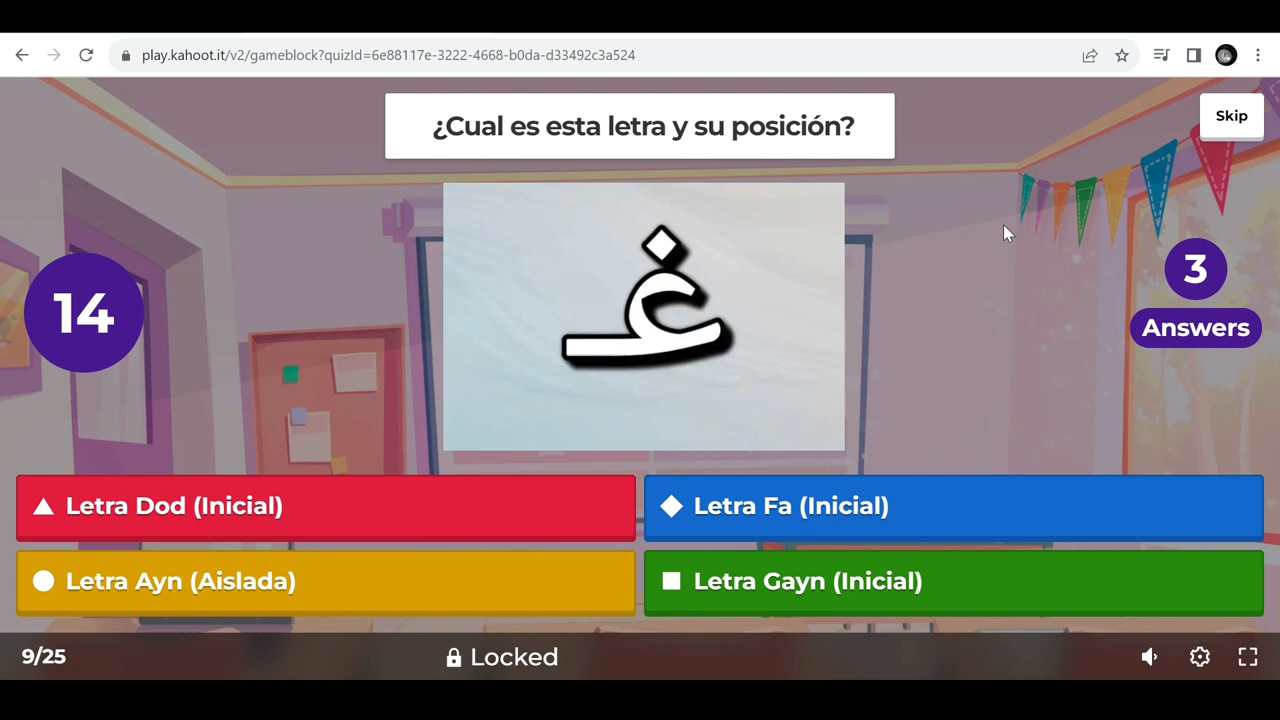 play.kahoot.it/v2/gameblock?quizId=6e88117e-3222-4668-b0da-d33492c3a524
¿Cual es esta letra y su posición?
Skip
14
غـ
3
Answers
Letra Dod (Inicial)
Letra Fa (Inicial)
Letra Ayn (Aislada)
Letra Gayn (Inicial)
9/25
Locked